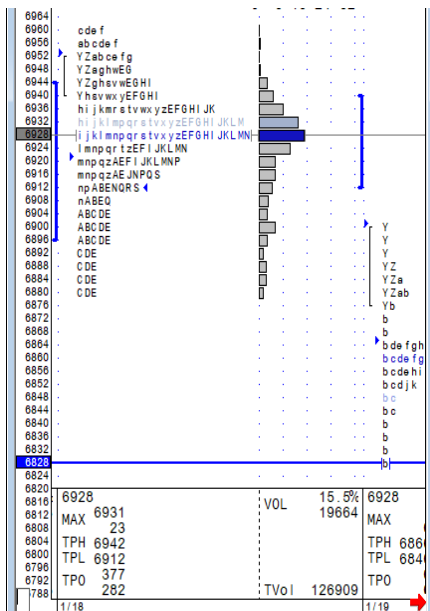 6964
6960 cdef
6956 abcdef
6952 YZabcefg
6948 YZaghwEG
6944 YZghsvwEGHI
6940 YhsvwxyEFGHI
6936 hijkmrstvwxyzEFGHIJK
6932 hijklmpqrstvxyzEFGHIJKLM
6928 ijklmnpqrstvxyzEFGHIJKLMN
6924 lmnpqrtzEFIJKLMN
6920 mnpqzAEFIJKLMNP
6916 mnpqzAEJNPQS
6912 npABENQRS
6908 nABEQ
6904 ABCDE
6900 ABCDE Y
6896 ABCDE Y
6892 CDE Y
6888 CDE YZ
6884 CDE YZa
6880 CDE YZab
6876 Yb
6872 b
6868 b
6864 bdefgh
6860 bcdefg
6856 bcdehi
6852 bcdjk
6848 bc
6844 bc
6840 b
6836 b
6832 b
6828 b
6824
6820
6816 6928 VOL 15.5% 6928
6812 MAX 6931 19664 MAX
6808 23
6804 TPH 6942 TPH
6800 TPL 6912 TPL
6796 TPO 377 TPO
6792 282 TVol 126909
1/18 1/19